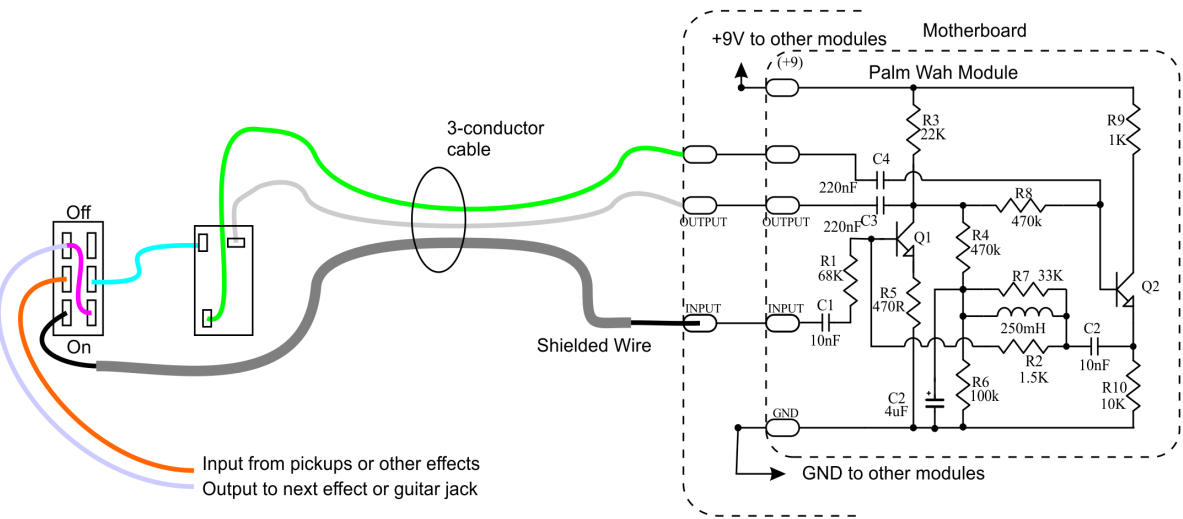 Motherboard
+9V to other modules
(+9)
Palm Wah Module
3-conductor
cable
R3
22K
R9
1K
C4
220nF
R8
470k
Off
OUTPUT
OUTPUT
C3
220nF
Q1
R4
470k
R1
68K
R7 33K
Q2
R5
470R
INPUT
INPUT
C1
10nF
250mH
C2
10nF
On
Shielded Wire
R2
1.5K
R6
100k
R10
10K
C2
4uF
+
GND
Input from pickups or other effects
Output to next effect or guitar jack
GND to other modules